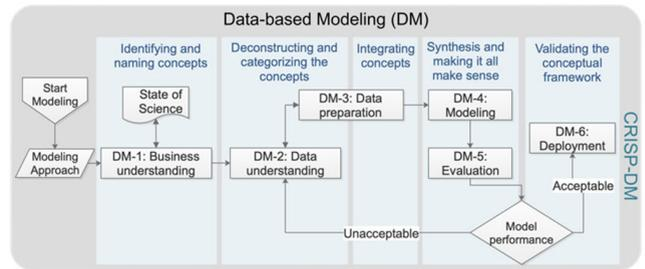 Data-based Modeling (DM)
Identifying and
naming concepts
Deconstructing and
categorizing the
concepts
Integrating
concepts
Synthesis and
making it all
make sense
Validating the
conceptual
framework
Start
Modeling
State of
Science
DM-3: Data
preparation
DM-4:
Modeling
DM-6:
Deployment
Modeling
Approach
DM-1: Business
understanding
DM-2: Data
understanding
DM-5:
Evaluation
Acceptable
Unacceptable
Model
performance
CRISP-DM